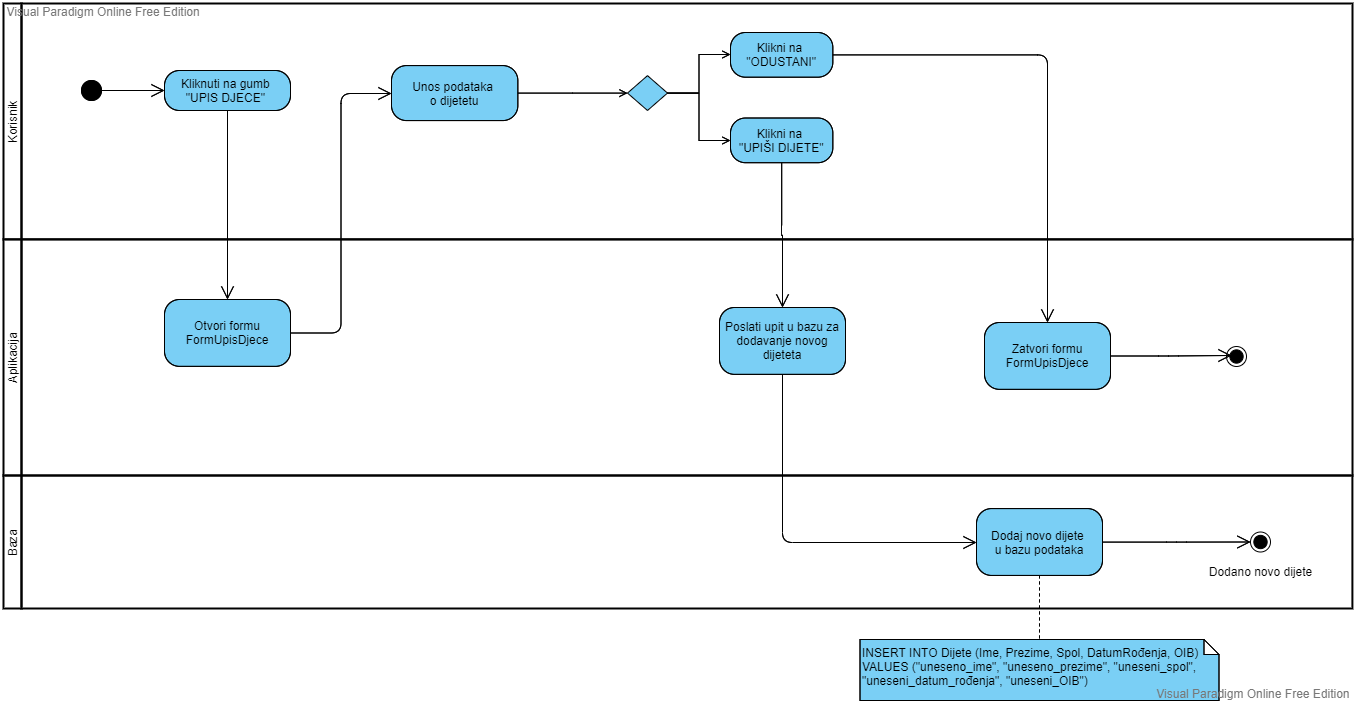 Visual Paradigm Online Free Edition
Korisnik
Kliknuti na gumb
"UPIS DJECE"
Unos podataka
o dijetetu
Klikni na
"ODUSTANI"
Klikni na
"UPIŠI DIJETE"
Aplikacija
Otvori formu
FormUpisDjece
Poslati upit u bazu za
dodavanje novog
dijeteta
Zatvori formu
FormUpisDjece
Baza
Dodaj novo dijete
u bazu podataka
Dodano novo dijete
INSERT INTO Dijete (Ime, Prezime, Spol, DatumRođenja, OIB)
VALUES ("uneseno_ime", "uneseno_prezime", "uneseni_spol",
"uneseni_datum_rođenja", "uneseni_OIB")
Visual Paradigm Online Free Edition